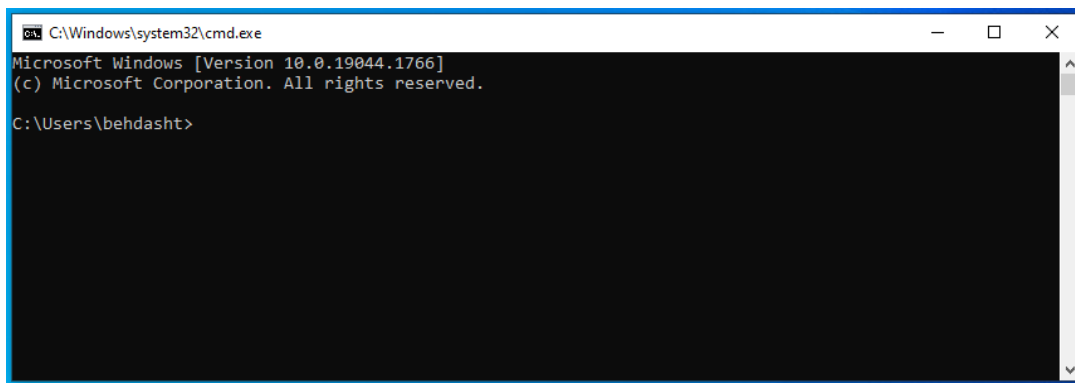 C:\Windows\system32\cmd.exe
Microsoft Windows [Version 10.0.19044.1766]
(c) Microsoft Corporation. All rights reserved.
C:\Users\behdasht>